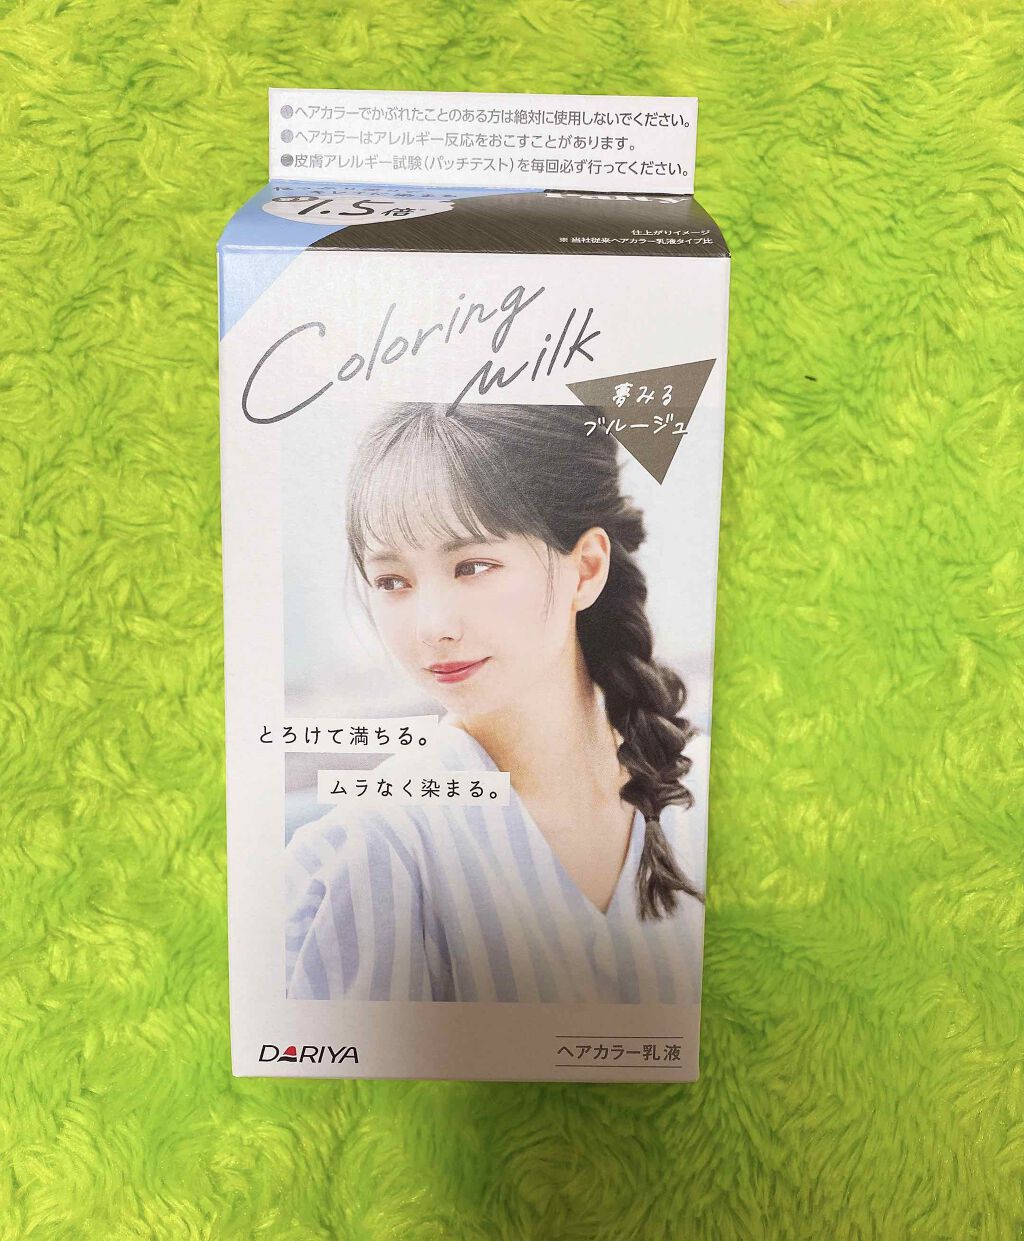 ●ヘアカラーでかぶれたことのある方は絶対に使用しないでください。
●ヘアカラーはアレルギー反応をおこすことがあります。
●皮膚アレルギー試験(パッチテスト)を毎回必ず行ってください。
1.5倍
仕上がりイメージ
※当社従来ヘアカラー乳液タイプ比
Coloring
Milk
夢みる
ブルージュ
とろけて満ちる。
ムラなく染まる。
DARIYA
ヘアカラー乳液